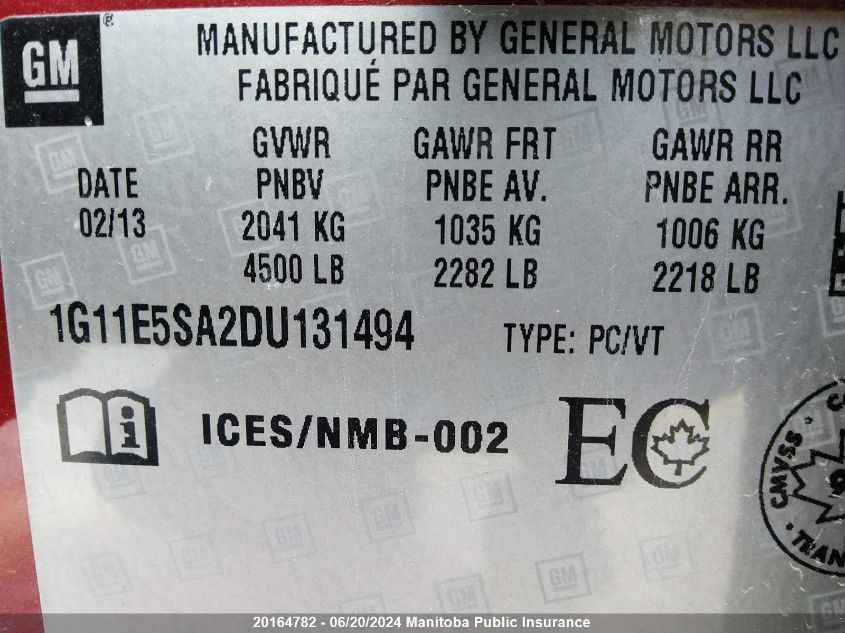 GM ® MANUFACTURED BY GENERAL MOTORS LLC
FABRIQUÉ PAR GENERAL MOTORS LLC
GVWR GAWR FRT GAWR RR
DATE PNBV PNBE AV. PNBE ARR.
02/13 2041 KG 1035 KG 1006 KG
4500 LB 2282 LB 2218 LB
1G11E5SA2DU131494 TYPE: PC/VT
i ICES/NMB-002 EC
CMVSS
20164782 - 06/20/2024 Manitoba Public Insurance